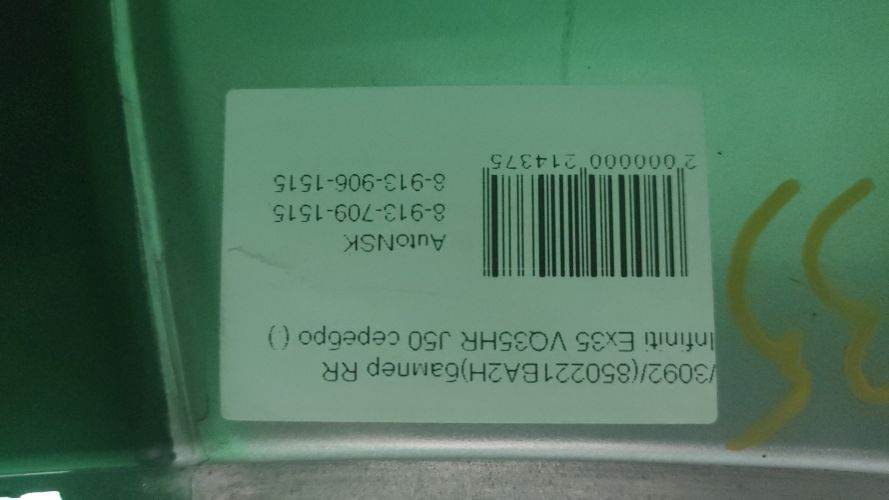 /3092/(850221BA2H)бампер RR
Infiniti Ex35 VQ35HR J50 серебро ()
AutoNSK
8-913-709-1515
8-913-906-1515
2 000000 214375